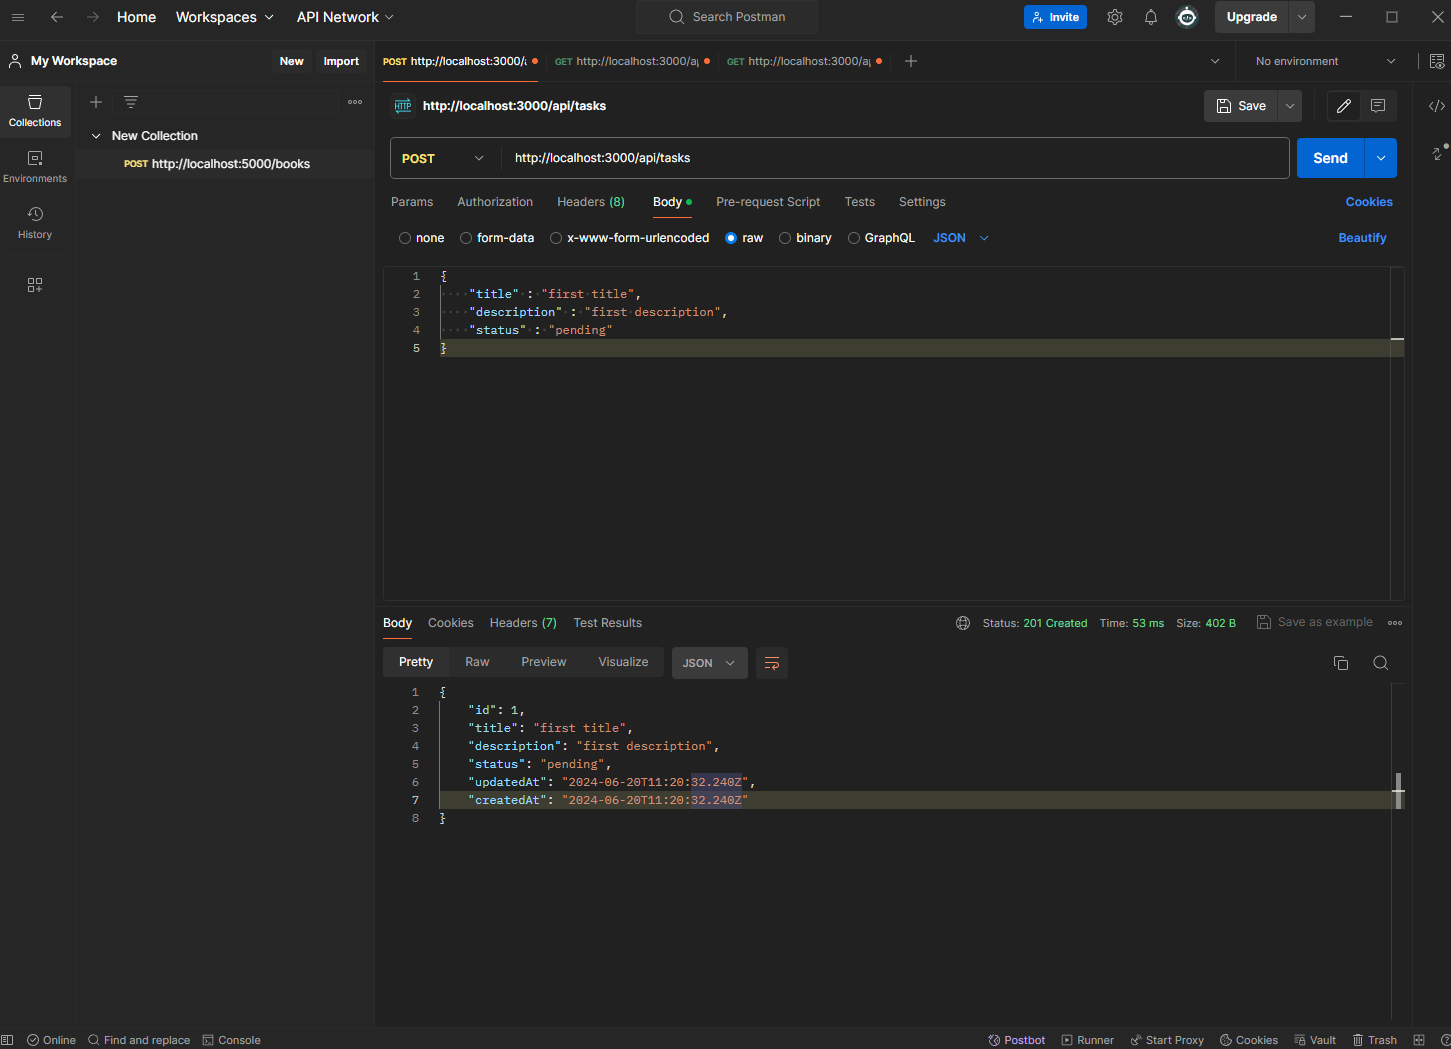 Home Workspaces API Network Search Postman Invite Upgrade
My Workspace New Import POST http://localhost:3000/a GET http://localhost:3000/a GET http://localhost:3000/a No environment
Collections
Environments
History
New Collection
POST http://localhost:5000/books
HTTP http://localhost:3000/api/tasks Save
POST http://localhost:3000/api/tasks Send
Params Authorization Headers (8) Body Pre-request Script Tests Settings Cookies
none form-data x-www-form-urlencoded raw binary GraphQL JSON Beautify
1 {
2 "title" : "first title",
3 "description" : "first description",
4 "status" : "pending"
5 }
Body Cookies Headers (7) Test Results Status: 201 Created Time: 53 ms Size: 402 B Save as example
Pretty Raw Preview Visualize JSON
1 {
2 "id": 1,
3 "title": "first title",
4 "description": "first description",
5 "status": "pending",
6 "updatedAt": "2024-06-20T11:20:32.240Z",
7 "createdAt": "2024-06-20T11:20:32.240Z"
8 }
Online Find and replace Console Postbot Runner Start Proxy Cookies Vault Trash